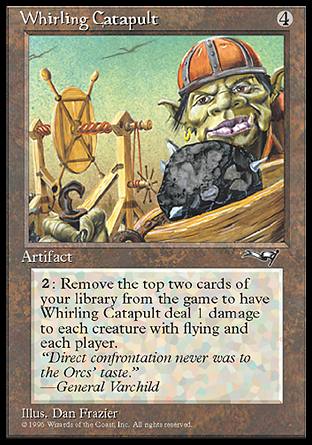 Whirling Catapult 4
Artifact
2: Remove the top two cards of
your library from the game to have
Whirling Catapult deal 1 damage
to each creature with flying and
each player.
“Direct confrontation never was to
the Orcs’ taste.”
—General Varchild
Illus. Dan Frazier
© 1996 Wizards of the Coast, Inc. All rights reserved.